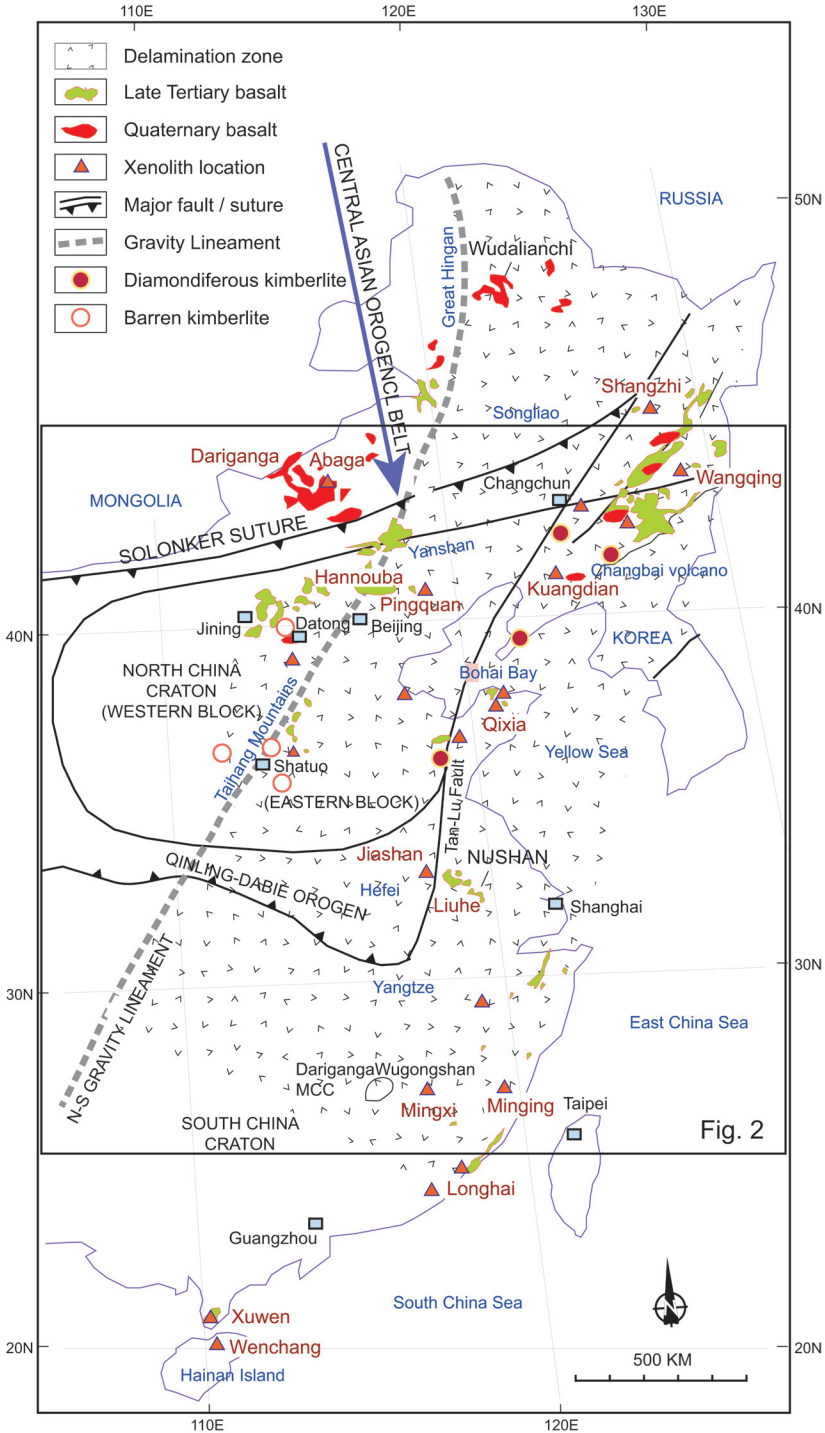 110E
120E
130E
Delamination zone
Late Tertiary basalt
Quaternary basalt
Xenolith location
Major fault / suture
Gravity Lineament
Diamondiferous kimberlite
Barren kimberlite
CENTRAL ASIAN OROGENCL BELT
50N
RUSSIA
Great Hingan
Wudalianchi
Shangzhi
Songliao
Dariganga
Abaga
Wangqing
Changchun
MONGOLIA
SOLONKER SUTURE
Yanshan
Changbai volcano
Hannouba
Kuangdian
Pingquan
40N
40N
Jining
Datong
Beijing
KOREA
NORTH CHINA
CRATON
(WESTERN BLOCK)
Bohai Bay
Qixia
Taihang Mountains
Yellow Sea
Shatuo
(EASTERN BLOCK)
Tan-Lu Fault
Jiashan
NUSHAN
QINLING-DABIE OROGEN
Hefei
Liuhe
Shanghai
30N
30N
Yangtze
N-S GRAVITY LINEAMENT
East China Sea
DarigangaWugongshan
MCC
Mingxi
Minging
Taipei
SOUTH CHINA
CRATON
Fig. 2
Longhai
Guangzhou
South China Sea
Xuwen
N
20N
20N
Wenchang
500 KM
Hainan Island
110E
120E